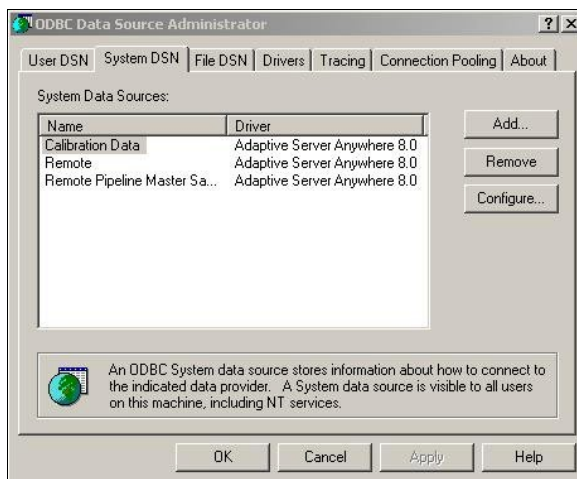 ODBC Data Source Administrator
User DSN System DSN File DSN Drivers Tracing Connection Pooling About
System Data Sources:
Name Driver
Calibration Data Adaptive Server Anywhere 8.0
Remote Adaptive Server Anywhere 8.0
Remote Pipeline Master Sa... Adaptive Server Anywhere 8.0
Add...
Remove
Configure...
An ODBC System data source stores information about how to connect to
the indicated data provider. A System data source is visible to all users
on this machine, including NT services.
OK Cancel Apply Help